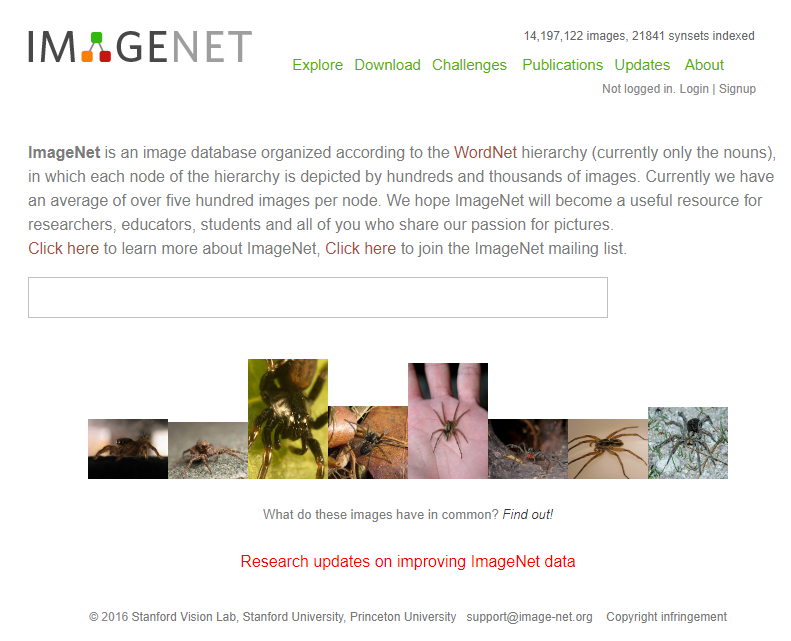 IMAGENET
14,197,122 images, 21841 synsets indexed
Explore Download Challenges Publications Updates About
Not logged in. Login | Signup
ImageNet is an image database organized according to the WordNet hierarchy (currently only the nouns),
in which each node of the hierarchy is depicted by hundreds and thousands of images. Currently we have
an average of over five hundred images per node. We hope ImageNet will become a useful resource for
researchers, educators, students and all of you who share our passion for pictures.
Click here to learn more about ImageNet, Click here to join the ImageNet mailing list.
What do these images have in common? Find out!
Research updates on improving ImageNet data
© 2016 Stanford Vision Lab, Stanford University, Princeton University support@image-net.org Copyright infringement